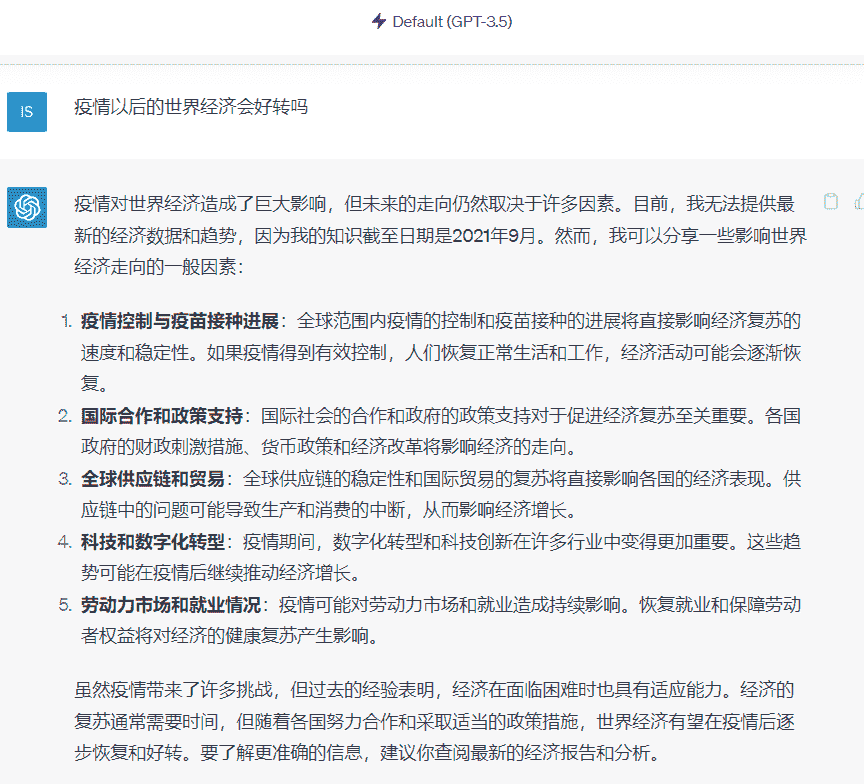 Default (GPT-3.5)
IS
疫情以后的世界经济会好转吗
疫情对世界经济造成了巨大影响，但未来的走向仍然取决于许多因素。目前，我无法提供最
新的经济数据和趋势，因为我的知识截至日期是2021年9月。然而，我可以分享一些影响世界
经济走向的一般因素：
1. 疫情控制与疫苗接种进展：全球范围内疫情的控制和疫苗接种的进展将直接影响经济复苏的
速度和稳定性。如果疫情得到有效控制，人们恢复正常生活和工作，经济活动可能会逐渐恢
复。
2. 国际合作和政策支持：国际社会的合作和政府的政策支持对于促进经济复苏至关重要。各国
政府的财政刺激措施、货币政策和经济改革将影响经济的走向。
3. 全球供应链和贸易：全球供应链的稳定性和国际贸易的复苏将直接影响各国的经济表现。供
应链中的问题可能导致生产和消费的中断，从而影响经济增长。
4. 科技和数字化转型：疫情期间，数字化转型和科技创新在许多行业中变得更加重要。这些趋
势可能在疫情后继续推动经济增长。
5. 劳动力市场和就业情况：疫情可能对劳动力市场和就业造成持续影响。恢复就业和保障劳动
者权益将对经济的健康复苏产生影响。
虽然疫情带来了许多挑战，但过去的经验表明，经济在面临困难时也具有适应能力。经济的
复苏通常需要时间，但随着各国努力合作和采取适当的政策措施，世界经济有望在疫情后逐
步恢复和好转。要了解更准确的信息，建议你查阅最新的经济报告和分析。